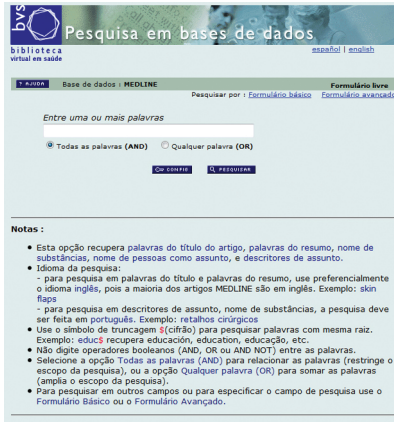 bvs
Pesquisa em bases de dados
biblioteca
virtual em saúde
español | english
? AJUDA Base de dados : MEDLINE Formulário livre
Pesquisar por : Formulário básico Formulário avançado
Entre uma ou mais palavras
Todas as palavras (AND) Qualquer palavra (OR)
CONFIG PESQUISAR
Notas :
Esta opção recupera palavras do título do artigo, palavras do resumo, nome de
substâncias, nome de pessoas como assunto, e descritores de assunto.
Idioma da pesquisa:
- para pesquisa em palavras do título e palavras do resumo, use preferencialmente
o idioma inglês, pois a maioria dos artigos MEDLINE são em inglês. Exemplo: skin
flaps
- para pesquisa em descritores de assunto, nome de substâncias, a pesquisa deve
ser feita em português. Exemplo: retalhos cirúrgicos
Use o símbolo de truncagem $(cifrão) para pesquisar palavras com mesma raiz.
Exemplo: educ$ recupera educación, education, educação, etc.
Não digite operadores booleanos (AND, OR ou AND NOT) entre as palavras.
Selecione a opção Todas as palavras (AND) para relacionar as palavras (restringe o
escopo da pesquisa), ou a opção Qualquer palavra (OR) para somar as palavras
(amplia o escopo da pesquisa).
Para pesquisar em outros campos ou para especificar o campo de pesquisa use o
Formulário Básico ou o Formulário Avançado.